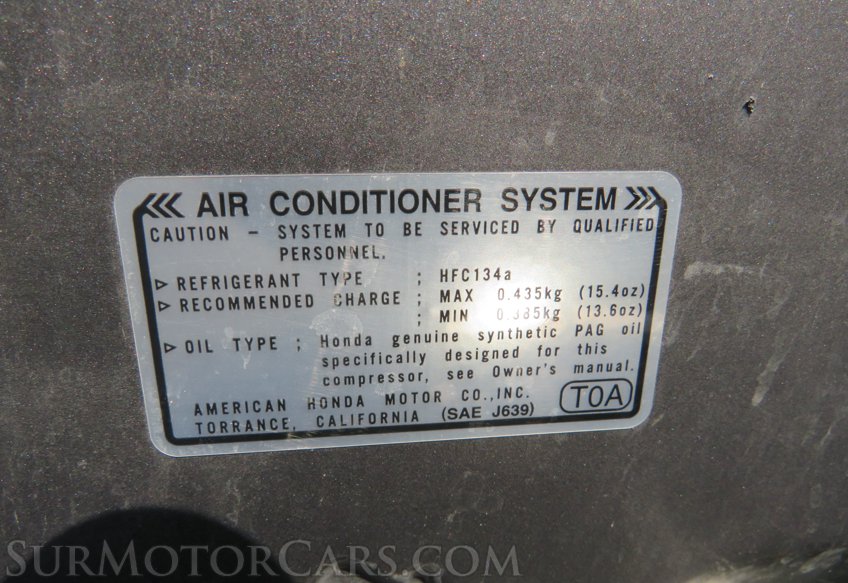 AIR CONDITIONER SYSTEM
CAUTION - SYSTEM TO BE SERVICED BY QUALIFIED
PERSONNEL.
▷ REFRIGERANT TYPE ; HFC134a
▷ RECOMMENDED CHARGE ; MAX 0.435kg (15.4oz)
; MIN 0.385kg (13.6oz)
▷ OIL TYPE ; Honda genuine synthetic PAG oil
specifically designed for this
compressor, see Owner's manual.
AMERICAN HONDA MOTOR CO.,INC.
TORRANCE, CALIFORNIA (SAE J639)
T0A
SURMOTORCARS.COM